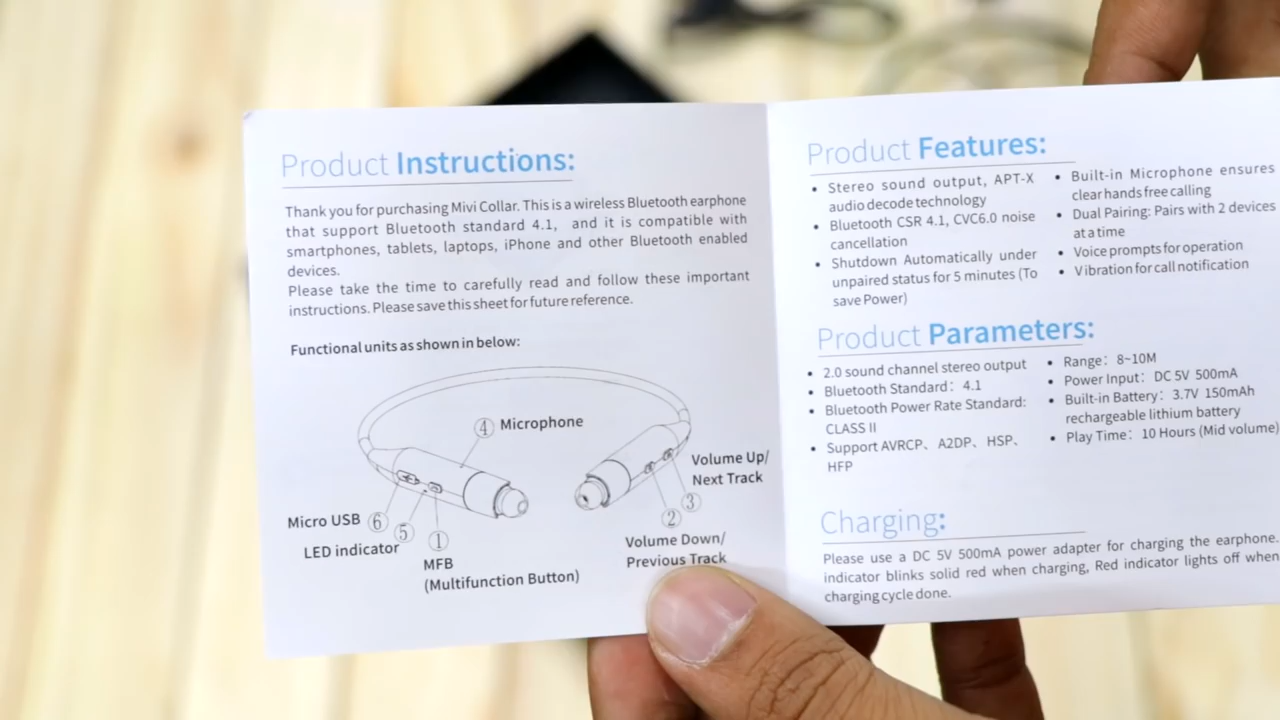 Product Instructions:
Thank you for purchasing Mivi Collar. This is a wireless Bluetooth earphone
that support Bluetooth standard 4.1, and it is compatible with
smartphones, tablets, laptops, iPhone and other Bluetooth enabled
devices.
Please take the time to carefully read and follow these important
instructions. Please save this sheet for future reference.
Functional units as shown in below:
④ Microphone
Volume Up/
Next Track
③
②
Volume Down/
Previous Track
Micro USB ⑥
⑤
LED indicator
①
MFB
(Multifunction Button)
Product Features:
• Stereo sound output, APT-X
audio decode technology
• Bluetooth CSR 4.1, CVC6.0 noise
cancellation
• Shutdown Automatically under
unpaired status for 5 minutes (To
save Power)
• Built-in Microphone ensures
clear hands free calling
• Dual Pairing: Pairs with 2 devices
at a time
• Voice prompts for operation
• Vibration for call notification
Product Parameters:
• 2.0 sound channel stereo output
• Bluetooth Standard：4.1
• Bluetooth Power Rate Standard:
CLASS II
• Support AVRCP、A2DP、HSP、
HFP
• Range：8~10M
• Power Input：DC 5V 500mA
• Built-in Battery：3.7V 150mAh
rechargeable lithium battery
• Play Time：10 Hours (Mid volume)
Charging:
Please use a DC 5V 500mA power adapter for charging the earphone.
indicator blinks solid red when charging, Red indicator lights off when
charging cycle done.